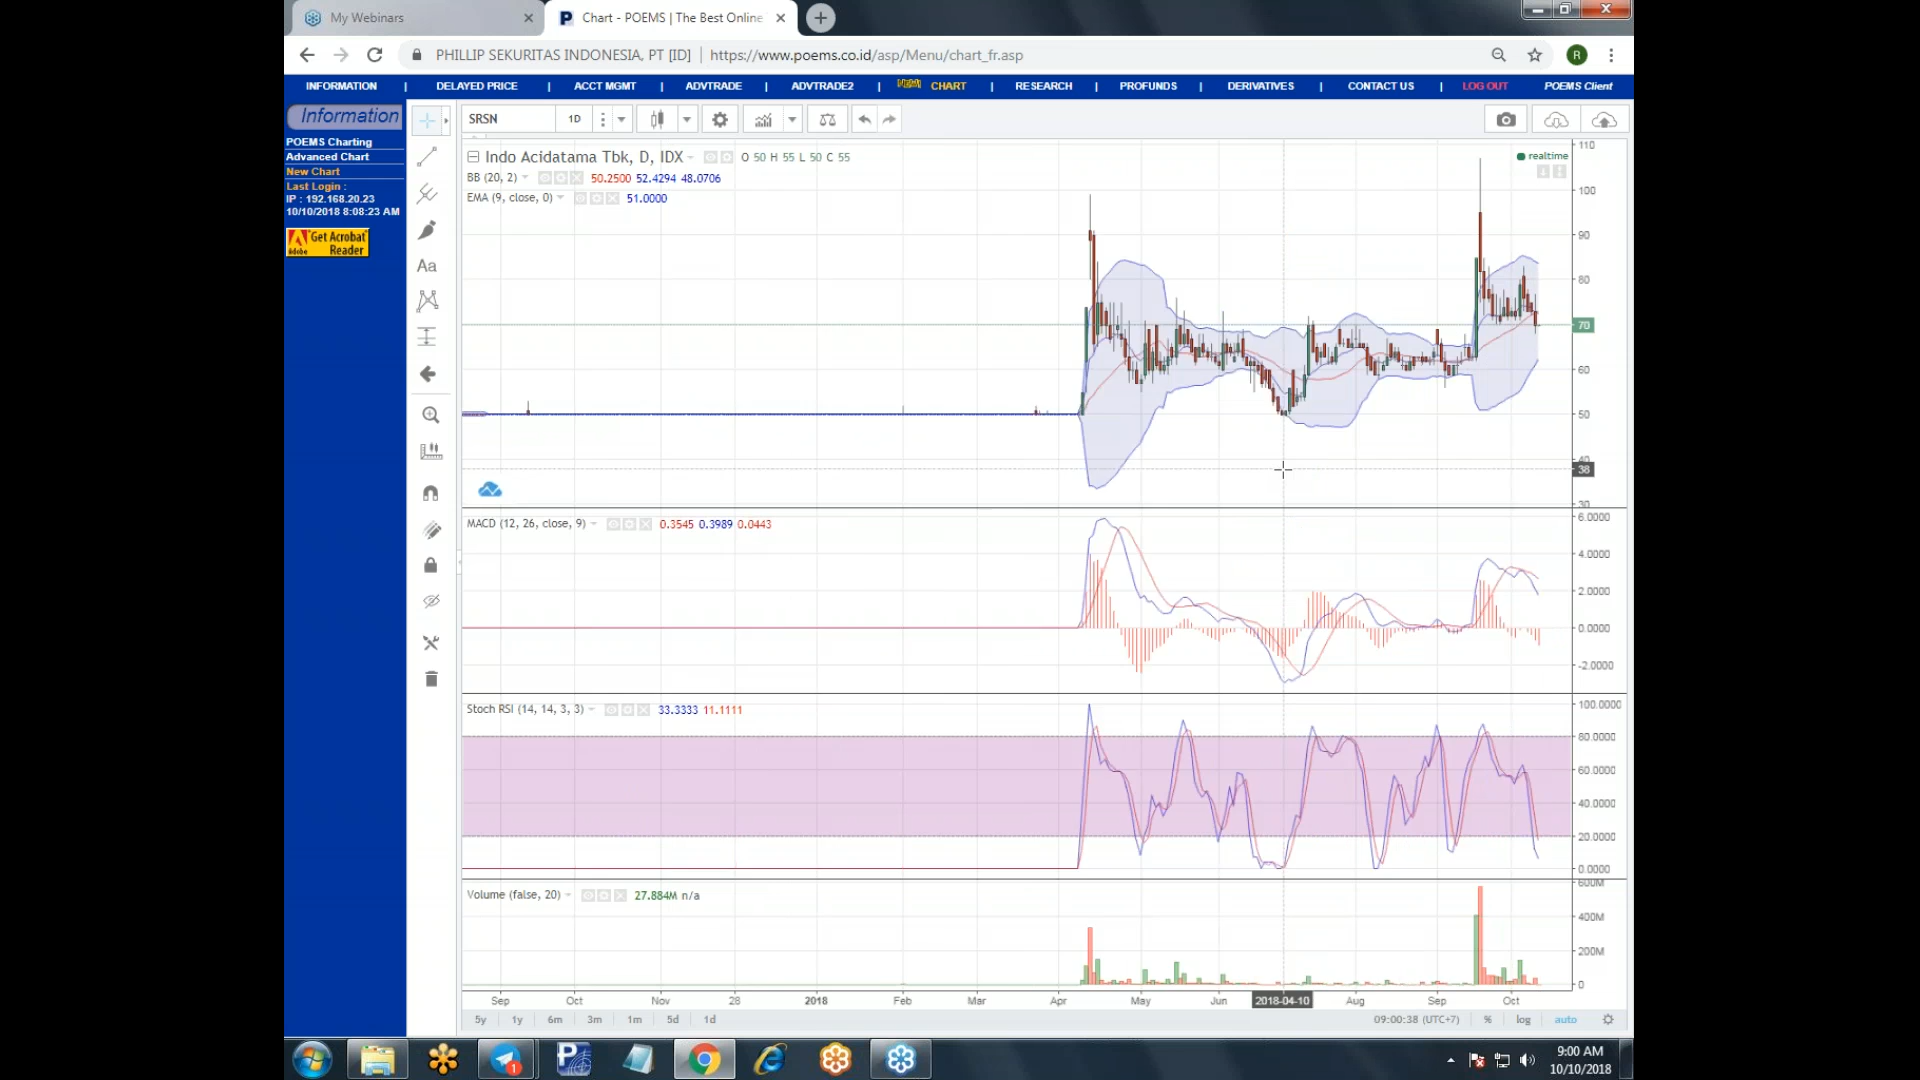 My Webinars
Chart - POEMS | The Best Online
PHILLIP SEKURITAS INDONESIA, PT [ID] | https://www.poems.co.id/asp/Menu/chart_fr.asp
INFORMATION | DELAYED PRICE | ACCT MGMT | ADVTRADE | ADVTRADE2 | NEW! CHART | RESEARCH | PROFUNDS | DERIVATIVES | CONTACT US | LOG OUT POEMS Client
Information
POEMS Charting
Advanced Chart
New Chart
Last Login :
IP : 192.168.20.23
10/10/2018 8:08:23 AM
Get Acrobat
Adobe Reader
SRSN 1D
Indo Acidatama Tbk, D, IDX O 50 H 55 L 50 C 55
realtime
BB (20, 2) 50.2500 52.4294 48.0706
EMA (9, close, 0) 51.0000
Aa
110
100
90
80
70
60
50
40
38
30
MACD (12, 26, close, 9) 0.3545 0.3989 0.0443
6.0000
4.0000
2.0000
0.0000
-2.0000
Stoch RSI (14, 14, 3, 3) 33.3333 11.1111
100.0000
80.0000
60.0000
40.0000
20.0000
0.0000
Volume (false, 20) 27.884M n/a
600M
400M
200M
0
Sep Oct Nov 28 2018 Feb Mar Apr May Jun 2018-04-10 Aug Sep Oct
5y 1y 6m 3m 1m 5d 1d 09:00:38 (UTC+7) % log auto
9:00 AM
10/10/2018